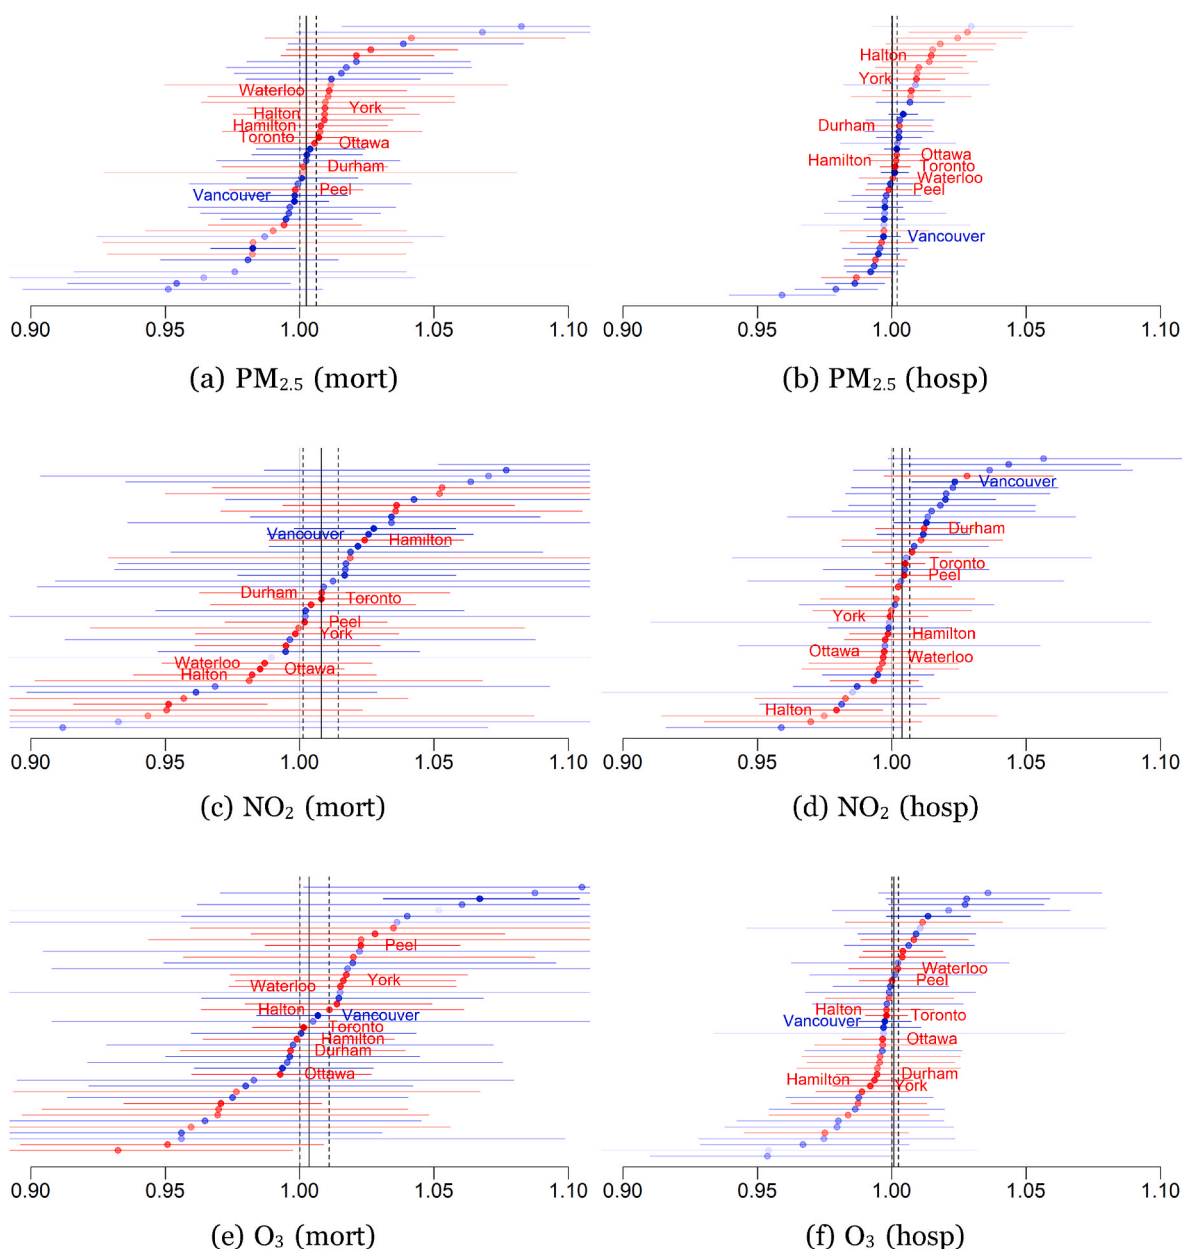 Halton
York
Waterloo
York
Halton
Hamilton
Durham
Toronto
Ottawa
Ottawa
Hamilton
Toronto
Durham
Waterloo
Vancouver
Peel
Peel
Vancouver
0.90 0.95 1.00 1.05 1.10
0.90 0.95 1.00 1.05 1.10
(a) PM2.5 (mort)
(b) PM2.5 (hosp)
Vancouver
Vancouver
Hamilton
Durham
Toronto
Peel
Durham
Toronto
Peel
York
York
Hamilton
Waterloo
Ottawa
Ottawa
Waterloo
Halton
Halton
0.90 0.95 1.00 1.05 1.10
0.90 0.95 1.00 1.05 1.10
(c) NO2 (mort)
(d) NO2 (hosp)
Peel
Waterloo
York
Waterloo
Peel
Halton
Vancouver
Halton
Toronto
Toronto
Vancouver
Hamilton
Ottawa
Durham
Ottawa
Durham
Hamilton
York
0.90 0.95 1.00 1.05 1.10
0.90 0.95 1.00 1.05 1.10
(e) O3 (mort)
(f) O3 (hosp)